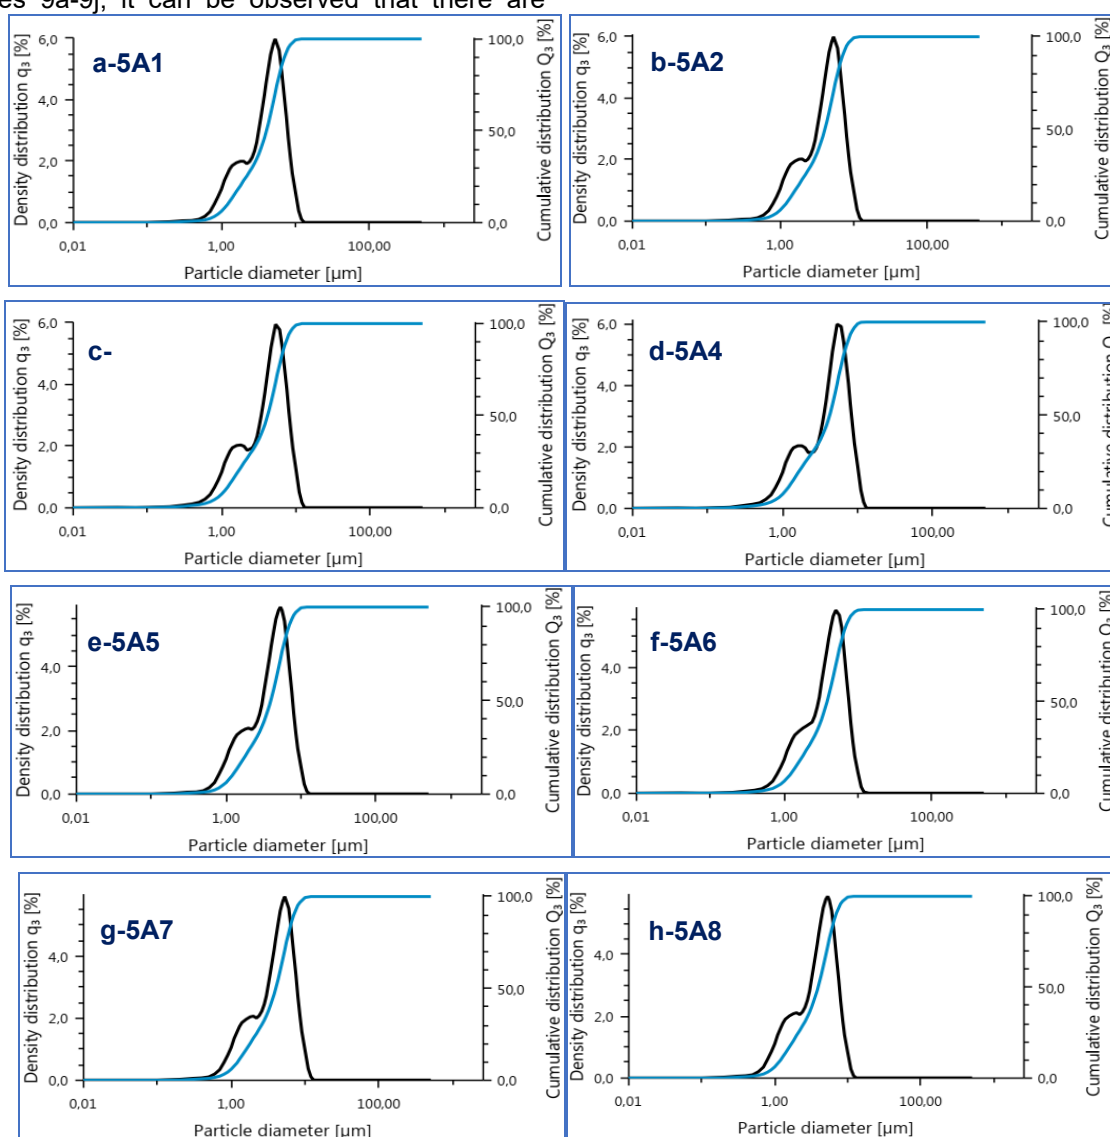 es 9a-9j, it can be observed that there are
a-5A1
Density distribution q₃ [%]
6,0
4,0
2,0
0,0
0,01
1,00
100,00
Particle diameter [µm]
100,0
50,0
0,0
Cumulative distribution Q₃ [%]
b-5A2
Density distribution q₃ [%]
6,0
4,0
2,0
0,0
0,01
1,00
100,00
Particle diameter [µm]
100,0
50,0
0,0
Cumulative distribution Q₃ [%]
c-
Density distribution q₃ [%]
6,0
4,0
2,0
0,0
0,01
1,00
100,00
Particle diameter [µm]
100,0
50,0
0,0
Cumulative distribution Q₃ [%]
d-5A4
Density distribution q₃ [%]
6,0
4,0
2,0
0,0
0,01
1,00
100,00
Particle diameter [µm]
100,0
50,0
0,0
Cumulative distribution Q₃ [%]
e-5A5
Density distribution q₃ [%]
4,0
2,0
0,0
0,01
1,00
100,00
Particle diameter [µm]
100,0
50,0
0,0
Cumulative distribution Q₃ [%]
f-5A6
Density distribution q₃ [%]
4,0
2,0
0,0
0,01
1,00
100,00
Particle diameter [µm]
100,0
50,0
0,0
Cumulative distribution Q₃ [%]
g-5A7
Density distribution q₃ [%]
4,0
2,0
0,0
0,01
1,00
100,00
Particle diameter [µm]
100,0
50,0
0,0
Cumulative distribution Q₃ [%]
h-5A8
Density distribution q₃ [%]
4,0
2,0
0,0
0,01
1,00
100,00
Particle diameter [µm]
100,0
50,0
0,0
Cumulative distribution Q₃ [%]